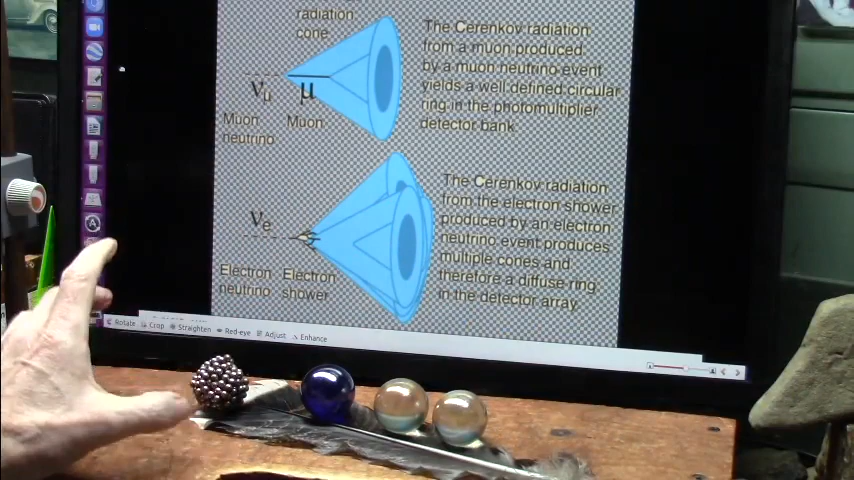 radiation
cone
The Cerenkov radiation
from a muon produced
by a muon neutrino event
yields a well defined circular
ring in the photomultiplier
detector bank.
νμ
μ
Muon
neutrino
Muon
The Cerenkov radiation
from the electron shower
produced by an electron
neutrino event produces
multiple cones and
therefore a diffuse ring
in the detector array.
νe
Electron
neutrino
Electron
shower
Rotate Crop Straighten Red-eye Adjust Enhance